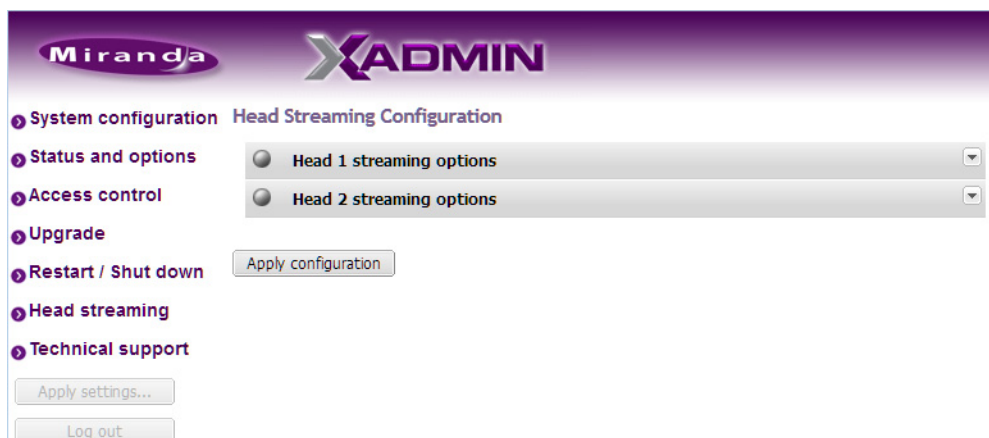 Miranda
XADMIN
System configuration
Status and options
Access control
Upgrade
Restart / Shut down
Head streaming
Technical support
Apply settings...
Log out
Head Streaming Configuration
Head 1 streaming options
Head 2 streaming options
Apply configuration